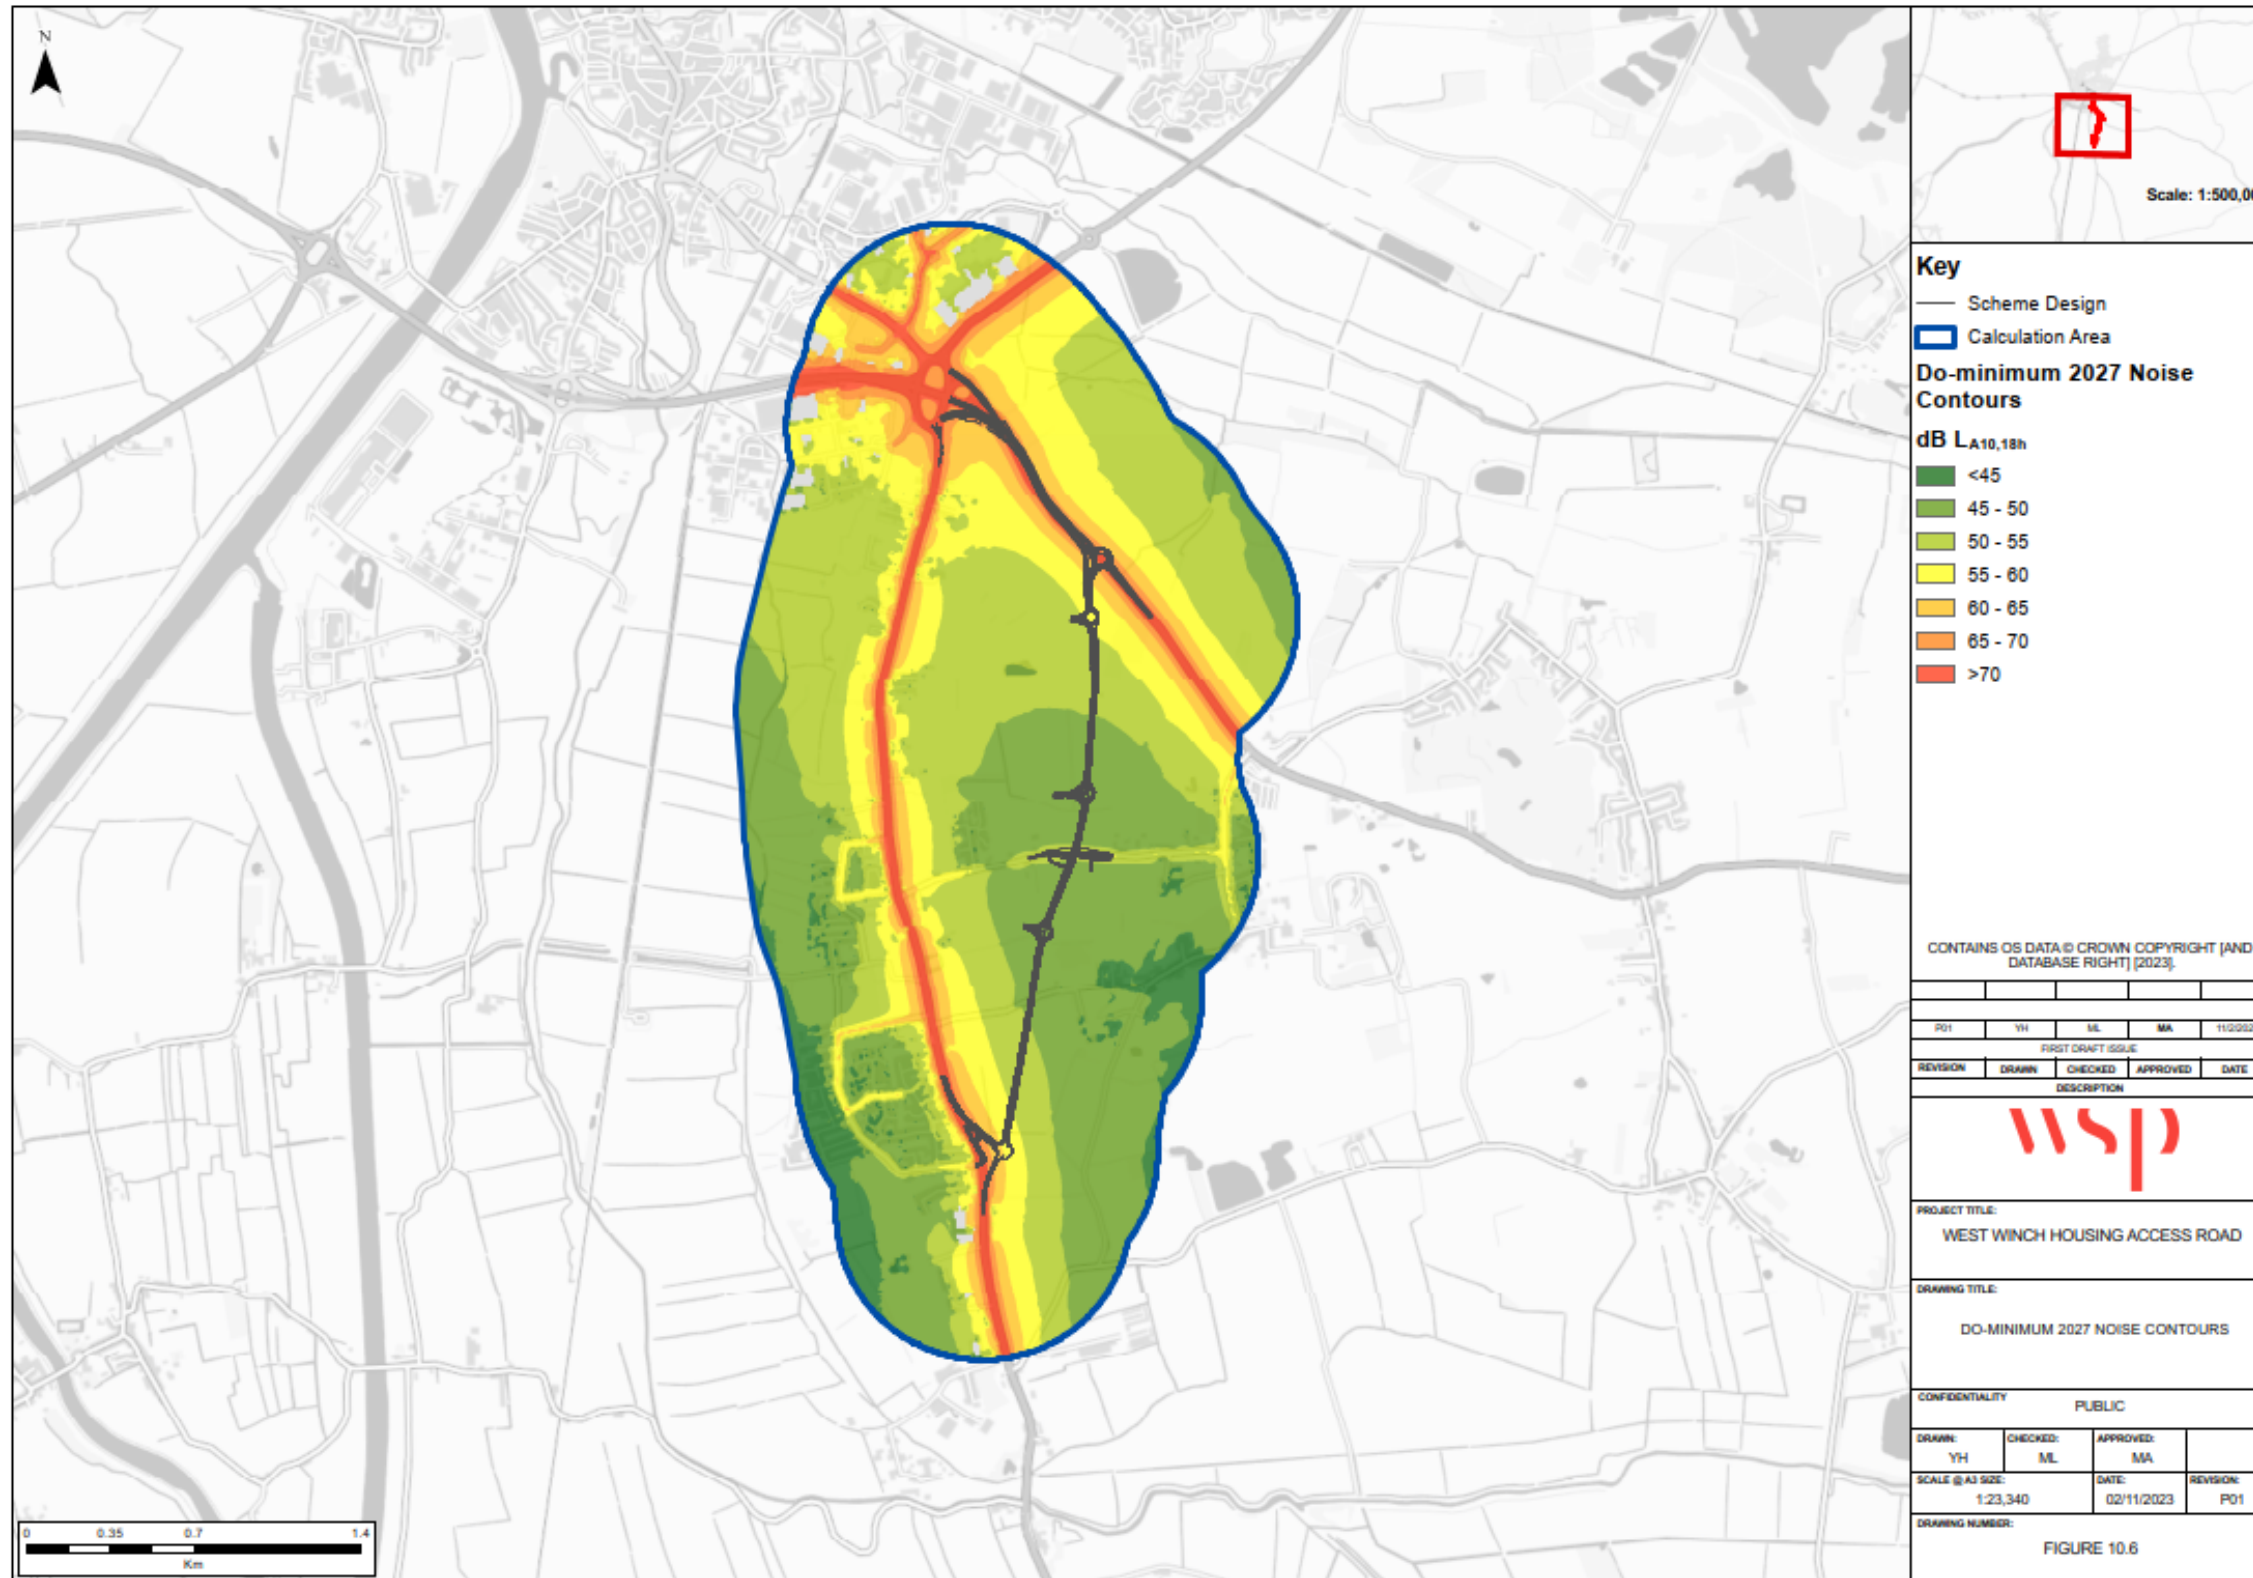 N
Scale: 1:500,00
Key
Scheme Design
Calculation Area
Do-minimum 2027 Noise
Contours
dB LA10,18h
<45
45 - 50
50 - 55
55 - 60
60 - 65
65 - 70
>70
CONTAINS OS DATA © CROWN COPYRIGHT [AND
DATABASE RIGHT] [2023].
P01 YH ML MA 11/2/202
FIRST DRAFT ISSUE
REVISION DRAWN CHECKED APPROVED DATE
DESCRIPTION
wsp
PROJECT TITLE:
WEST WINCH HOUSING ACCESS ROAD
DRAWING TITLE:
DO-MINIMUM 2027 NOISE CONTOURS
CONFIDENTIALITY
PUBLIC
DRAWN: CHECKED: APPROVED:
YH ML MA
SCALE @ A3 SIZE: DATE: REVISION:
1:23,340 02/11/2023 P01
DRAWING NUMBER:
FIGURE 10.6
0 0.35 0.7 1.4
Km